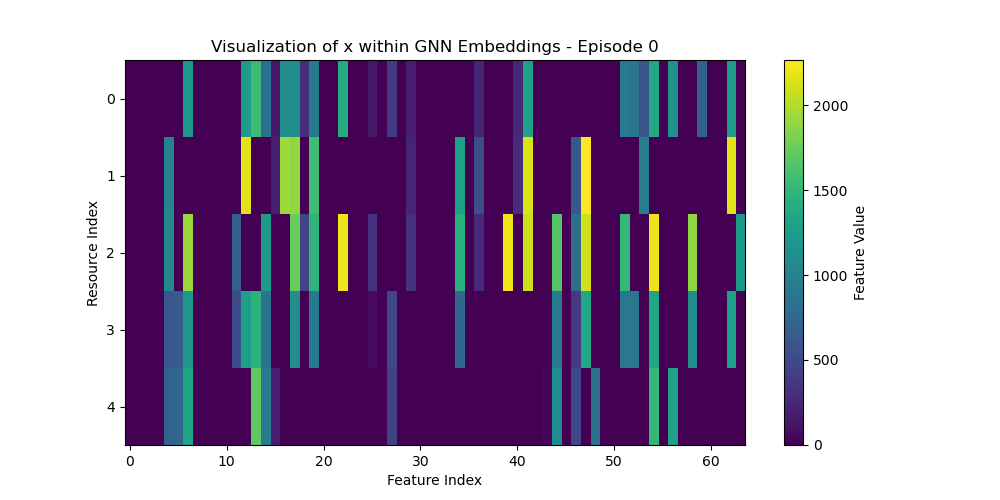 Visualization of x within GNN Embeddings - Episode 0
Resource Index
0
1
2
3
4
0 10 20 30 40 50 60
Feature Index
2000
1500
1000
500
0
Feature Value